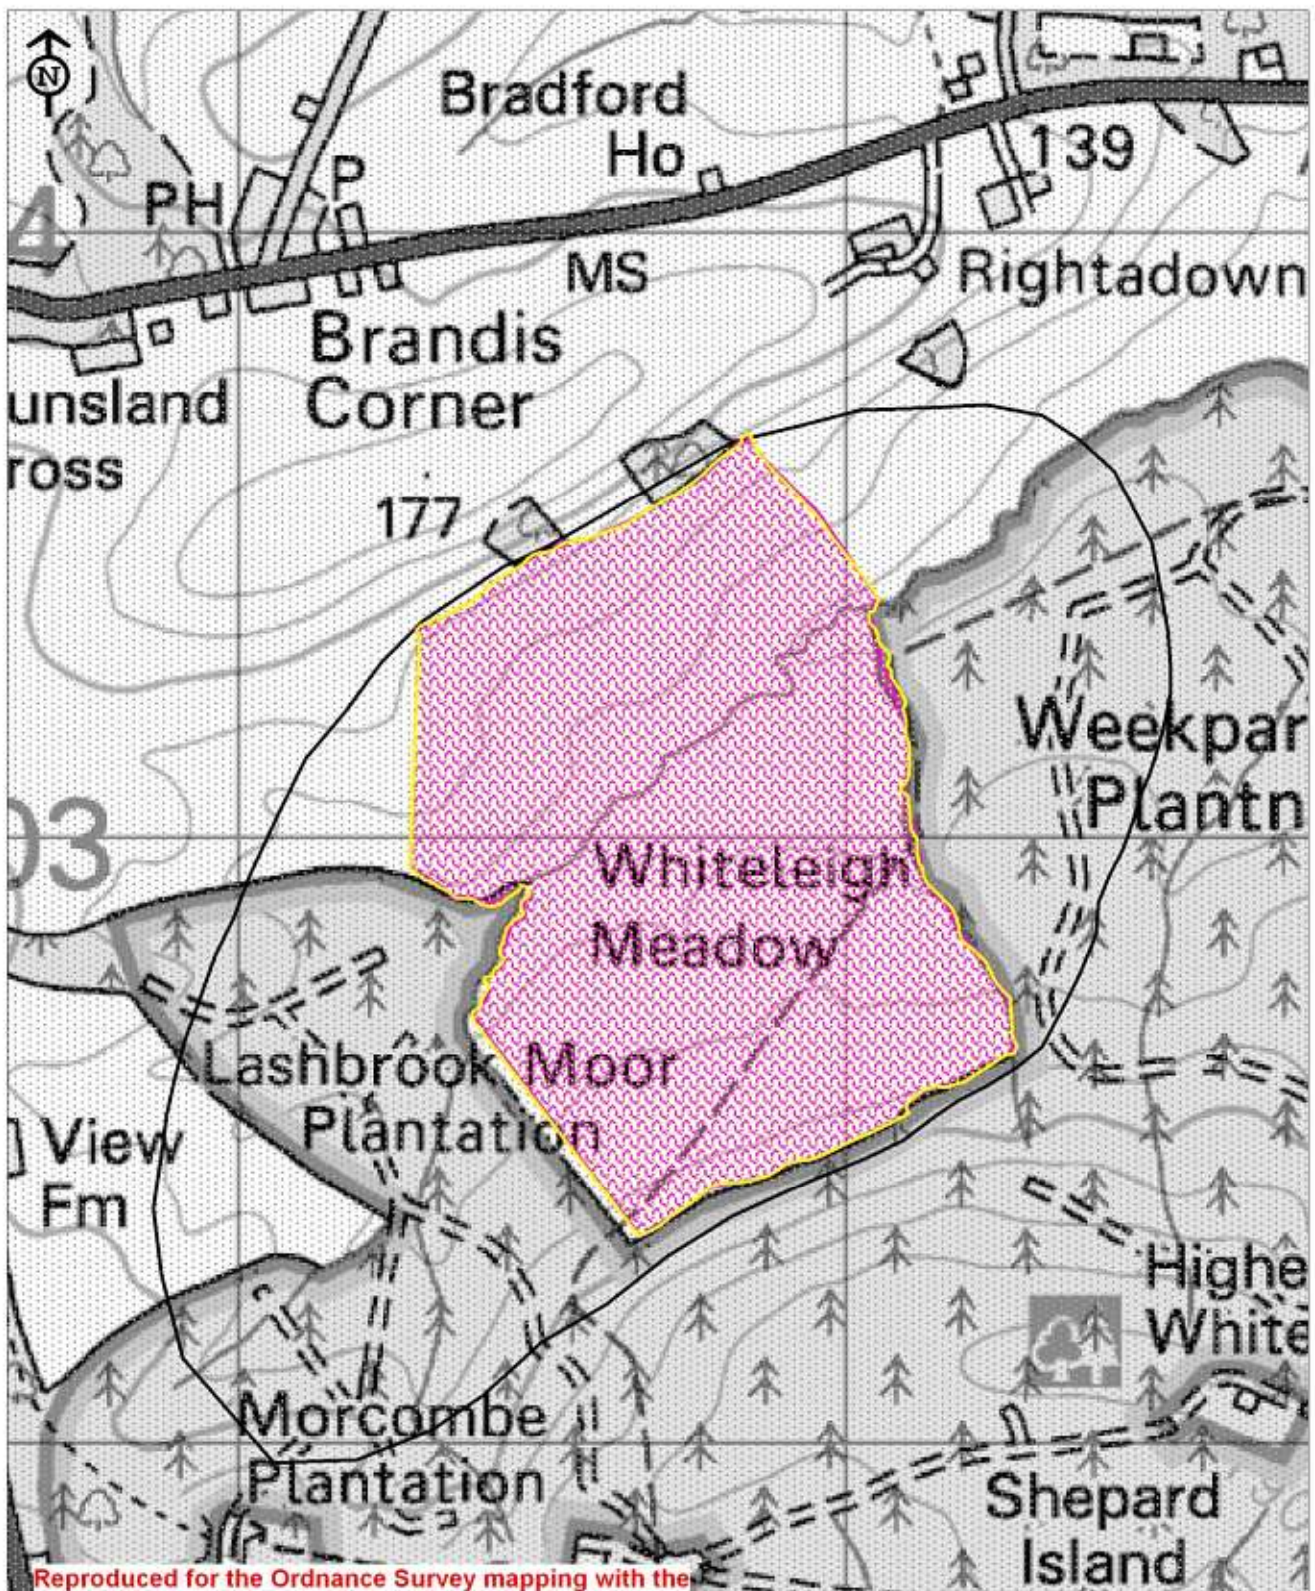 N
Bradford
Ho
139
P
PH
4
MS
Rightadown
Brandis
Corner
unsland
ross
177
Weekpar
Plantn
03
Whiteleigh
Meadow
Lashbrook Moor
Plantation
View
Fm
Highe
White
Morcombe
Plantation
Shepard
Island
Reproduced for the Ordnance Survey mapping with the